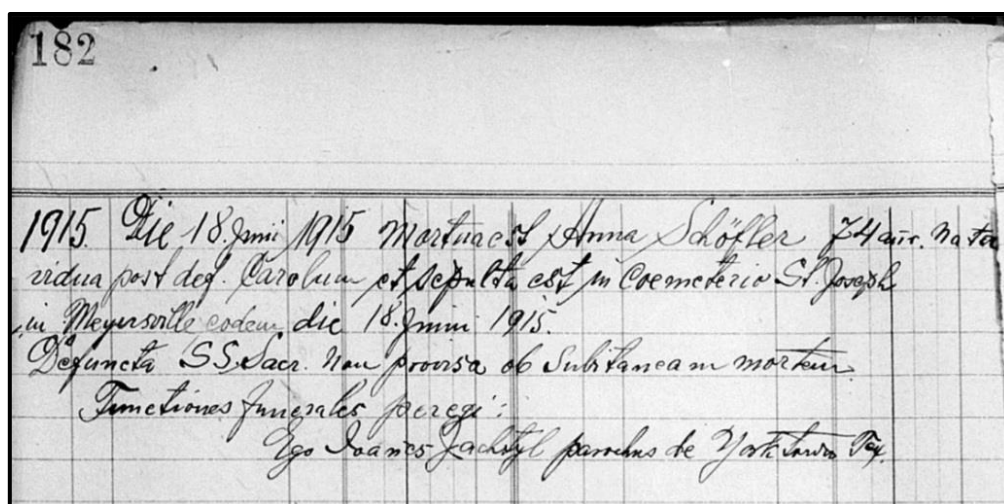 182
1915. Die 18. Junii 1915 Mortua est Anna Schöfler 74 ann. nata
vidua post def. Carolum et sepulta est in Coemeterio St. Joseph
in Meyersville eodem die 18. Junii 1915.
Defuncta SS. Sacr. non provisa ob subitaneam mortem.
Functiones funerales peregi:
Ego Joanes parochus de Yorktown Tex.